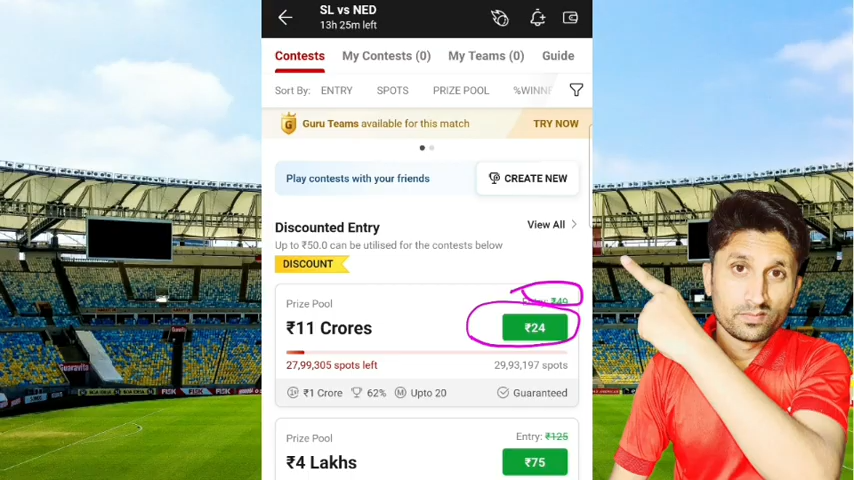 SL vs NED
13h 25m left
Contests
My Contests (0)
My Teams (0)
Guide
Sort By:
ENTRY
SPOTS
PRIZE POOL
Guru Teams available for this match
TRY NOW
Play contests with your friends
CREATE NEW
Discounted Entry
View All
Up to ₹50.0 can be utilised for the contests below
DISCOUNT
Prize Pool
Entry: ₹49
₹11 Crores
₹24
27,99,305 spots left
29,93,197 spots
₹1 Crore
62%
M
Upto 20
Guaranteed
Prize Pool
Entry: ₹125
₹4 Lakhs
₹75